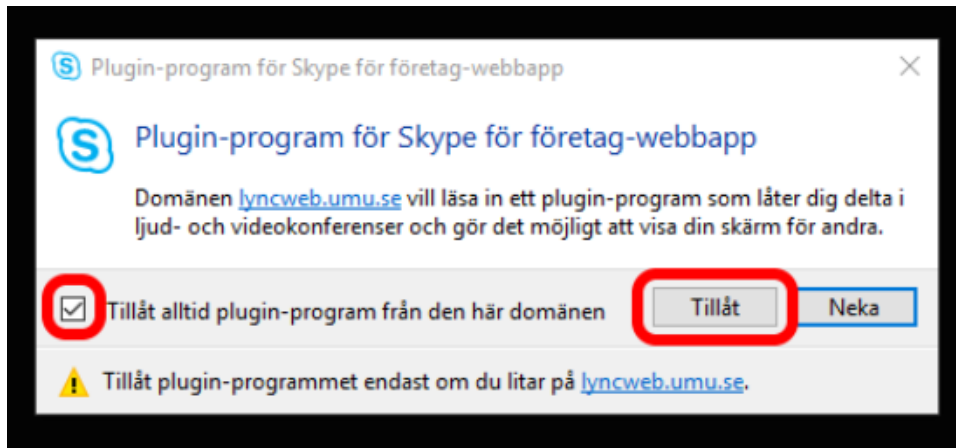 Plugin-program för Skype för företag-webbapp
Plugin-program för Skype för företag-webbapp
Domänen lyncweb.umu.se vill läsa in ett plugin-program som låter dig delta i
ljud- och videokonferenser och gör det möjligt att visa din skärm för andra.
Tillåt alltid plugin-program från den här domänen Tillåt Neka
Tillåt plugin-programmet endast om du litar på lyncweb.umu.se.